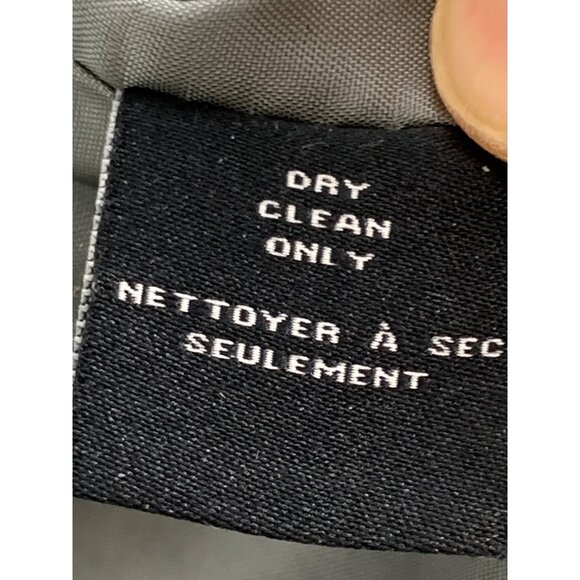 DRY
CLEAN
ONLY
NETTOYER À SEC
SEULEMENT